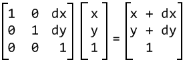 1 0 dx x x + dx
0 1 dy y = y + dy
0 0 1 1 1